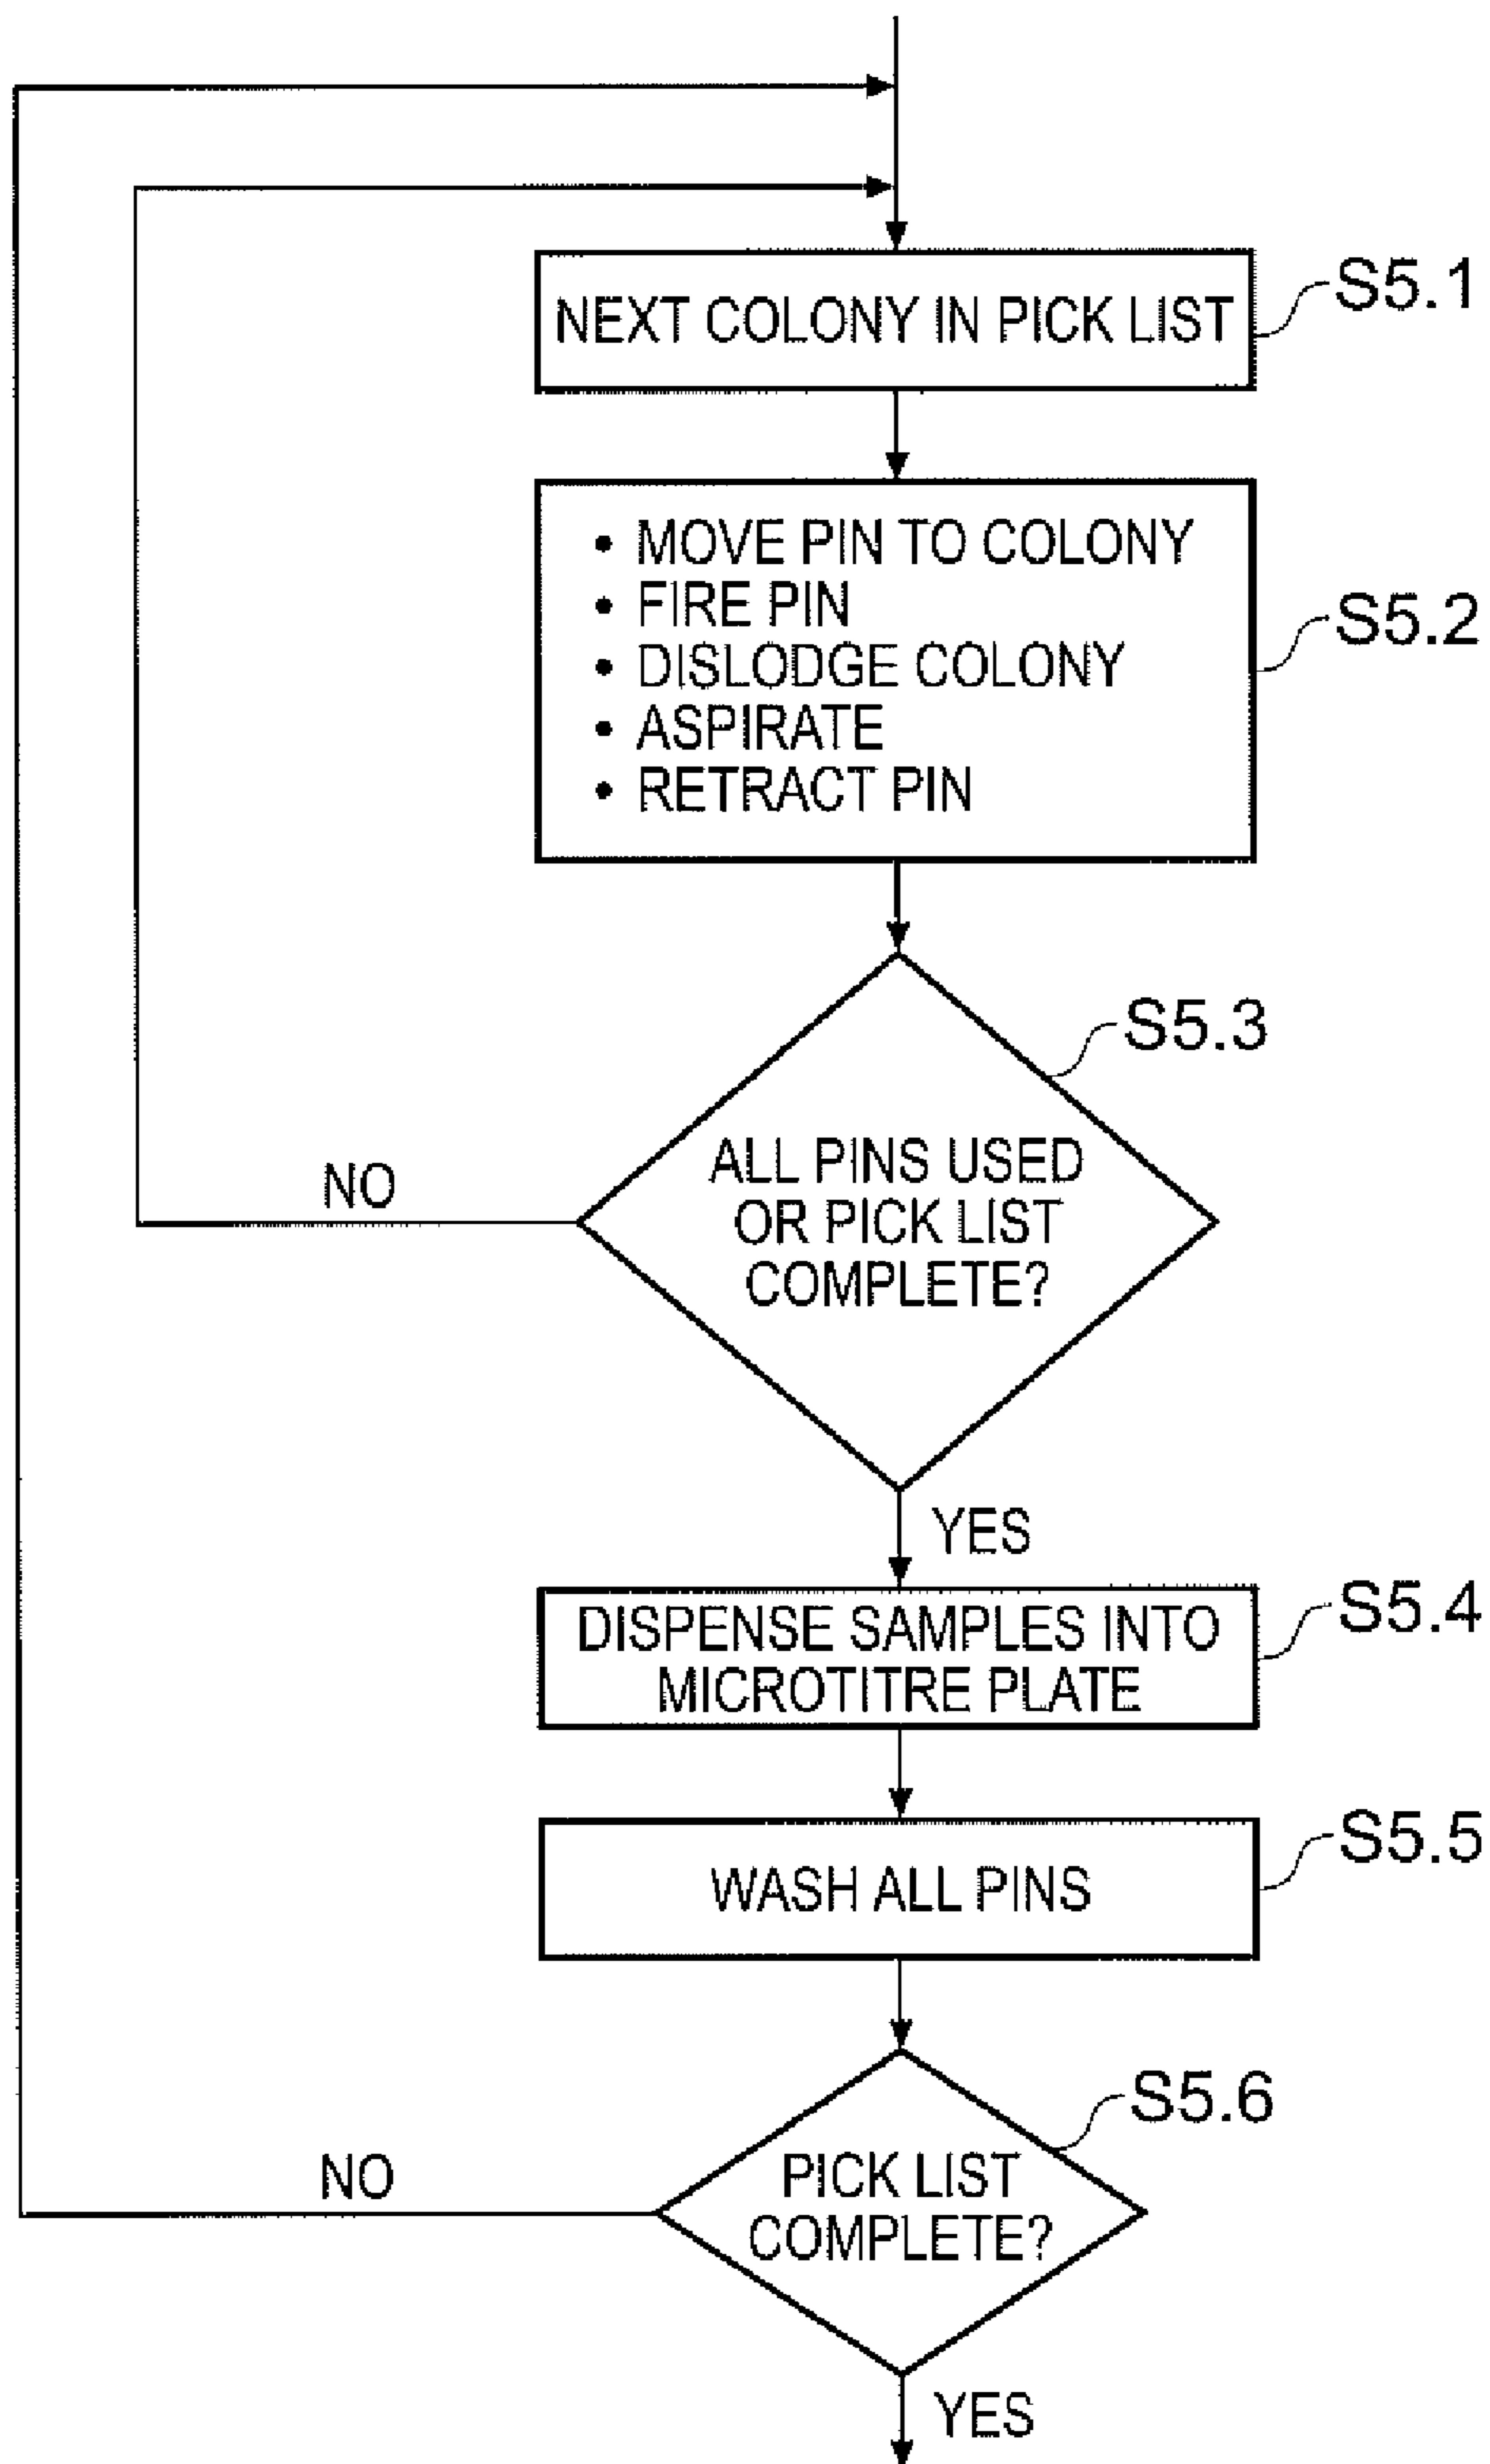 NEXT COLONY IN PICK LIST
S5.1
• MOVE PIN TO COLONY
• FIRE PIN
• DISLODGE COLONY
• ASPIRATE
• RETRACT PIN
S5.2
S5.3
ALL PINS USED
OR PICK LIST
COMPLETE?
NO
YES
DISPENSE SAMPLES INTO
MICROTITRE PLATE
S5.4
WASH ALL PINS
S5.5
S5.6
PICK LIST
COMPLETE?
NO
YES